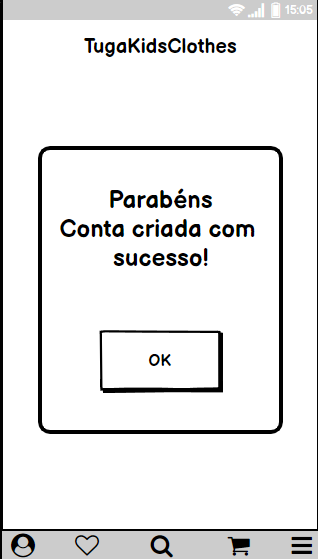 15:05
TugaKidsClothes
Parabéns
Conta criada com
sucesso!
OK